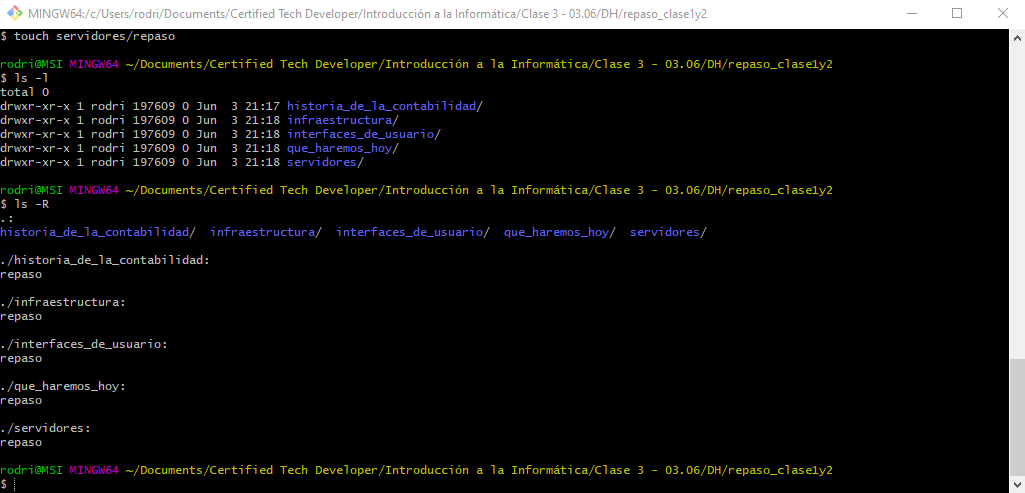 MINGW64:/c/Users/rodri/Documents/Certified Tech Developer/Introducción a la Informática/Clase 3 - 03.06/DH/repaso_clase1y2
$ touch servidores/repaso
rodri@MSI MINGW64 ~/Documents/Certified Tech Developer/Introducción a la Informática/Clase 3 - 03.06/DH/repaso_clase1y2
$ ls -l
total 0
drwxr-xr-x 1 rodri 197609 0 Jun  3 21:17 historia_de_la_contabilidad/
drwxr-xr-x 1 rodri 197609 0 Jun  3 21:18 infraestructura/
drwxr-xr-x 1 rodri 197609 0 Jun  3 21:18 interfaces_de_usuario/
drwxr-xr-x 1 rodri 197609 0 Jun  3 21:18 que_haremos_hoy/
drwxr-xr-x 1 rodri 197609 0 Jun  3 21:18 servidores/
rodri@MSI MINGW64 ~/Documents/Certified Tech Developer/Introducción a la Informática/Clase 3 - 03.06/DH/repaso_clase1y2
$ ls -R
.:
historia_de_la_contabilidad/  infraestructura/  interfaces_de_usuario/  que_haremos_hoy/  servidores/
./historia_de_la_contabilidad:
repaso
./infraestructura:
repaso
./interfaces_de_usuario:
repaso
./que_haremos_hoy:
repaso
./servidores:
repaso
rodri@MSI MINGW64 ~/Documents/Certified Tech Developer/Introducción a la Informática/Clase 3 - 03.06/DH/repaso_clase1y2
$